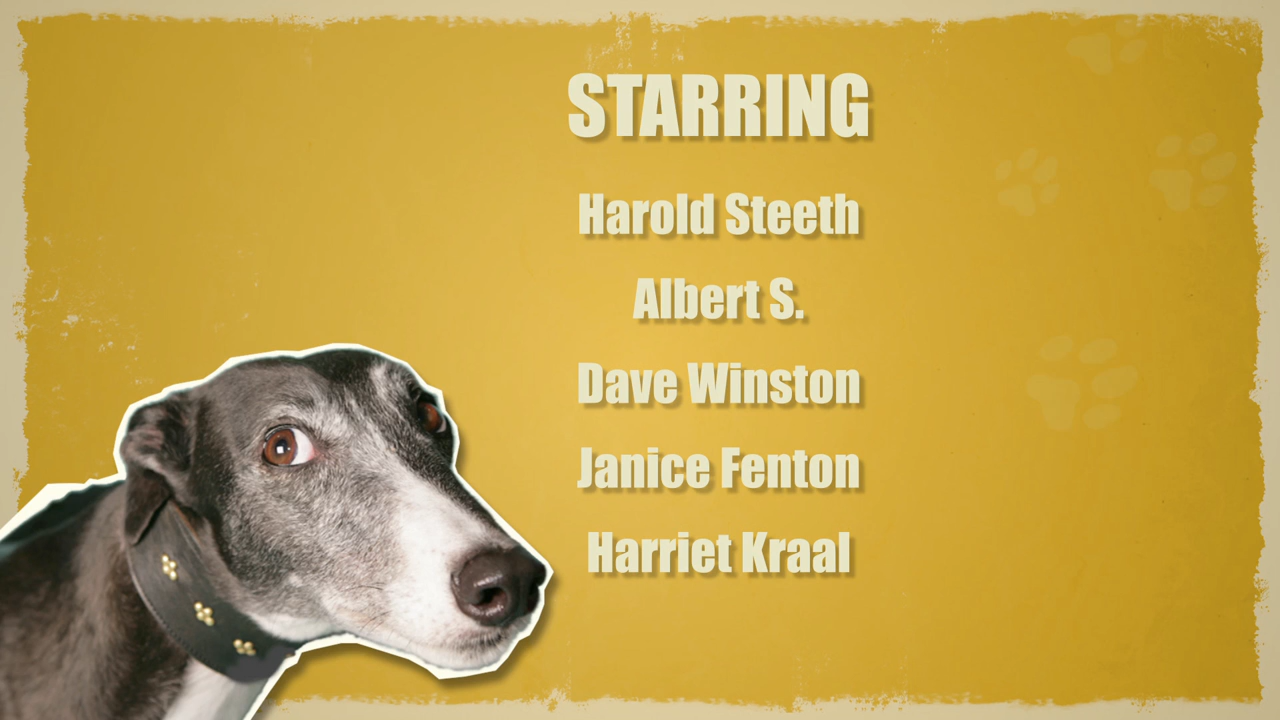 STARRING
Harold Steeth
Albert S.
Dave Winston
Janice Fenton
Harriet Kraal